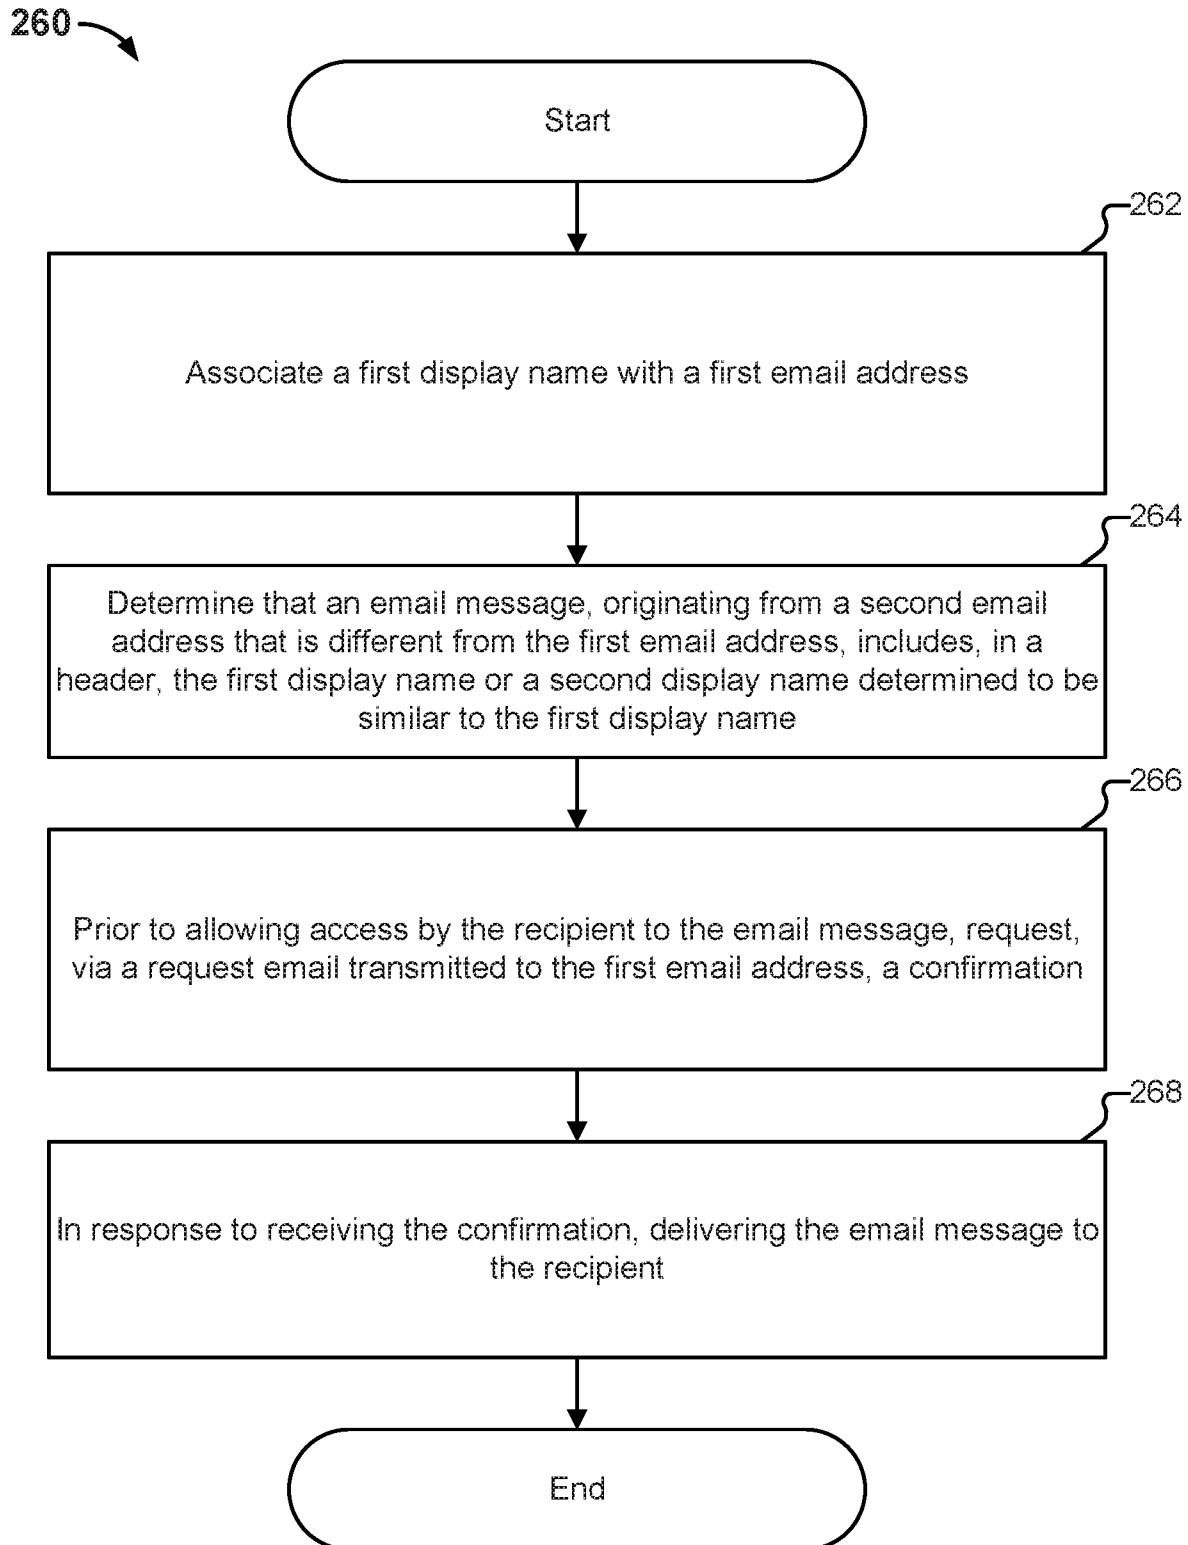 260
Start
262
Associate a first display name with a first email address
264
Determine that an email message, originating from a second email
address that is different from the first email address, includes, in a
header, the first display name or a second display name determined to be
similar to the first display name
266
Prior to allowing access by the recipient to the email message, request,
via a request email transmitted to the first email address, a confirmation
268
In response to receiving the confirmation, delivering the email message to
the recipient
End